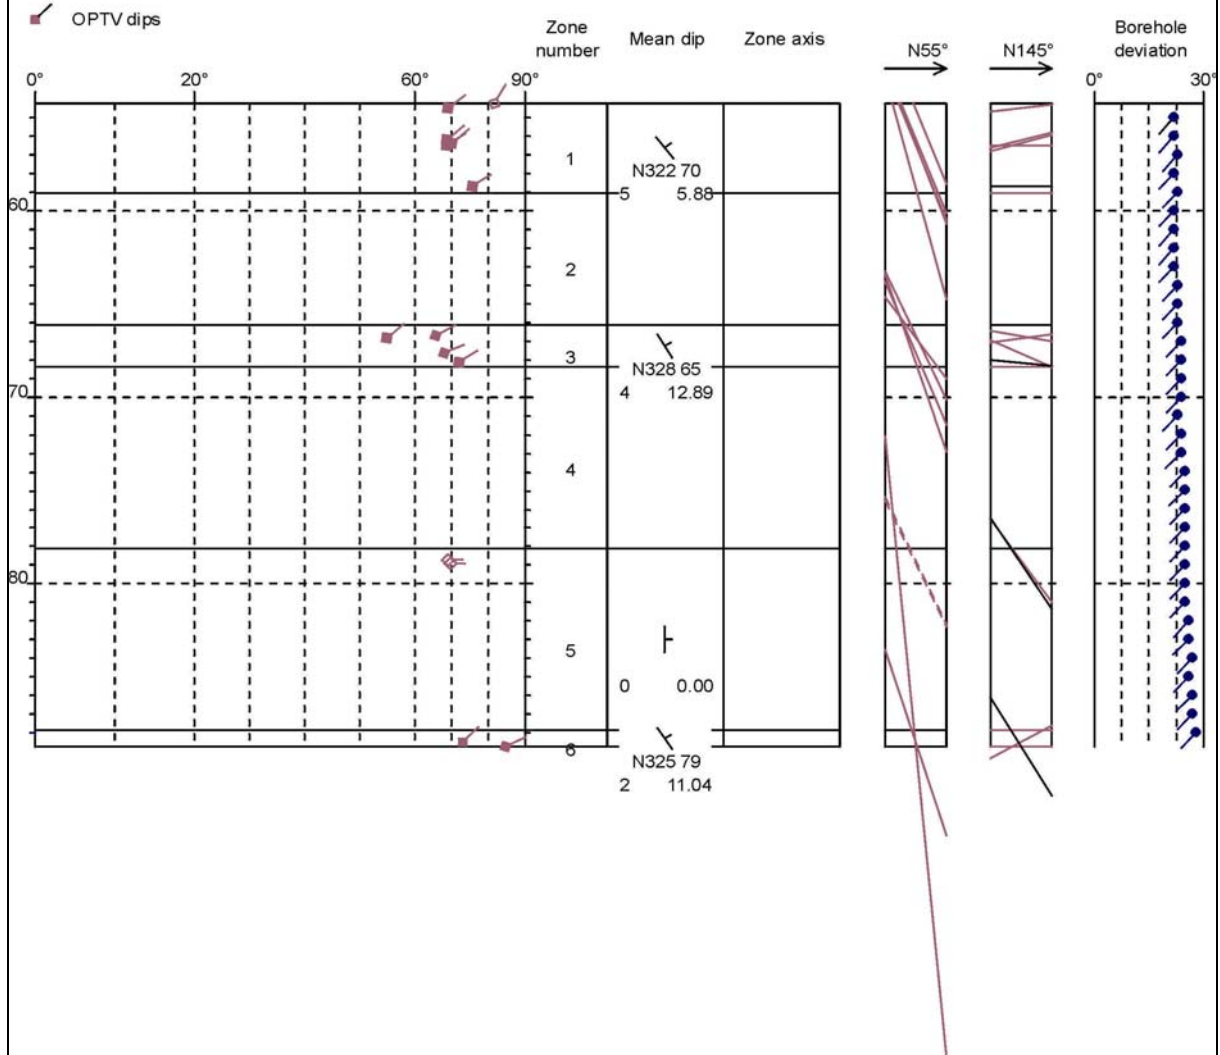 OPTV dips
Zone number
Mean dip
Zone axis
N55°
N145°
Borehole deviation
0° 20° 60° 90°
0° 30°
1
N322 70
5 5.88
60
2
3
N328 65
4 12.89
70
4
80
5
0 0.00
6
N325 79
2 11.04